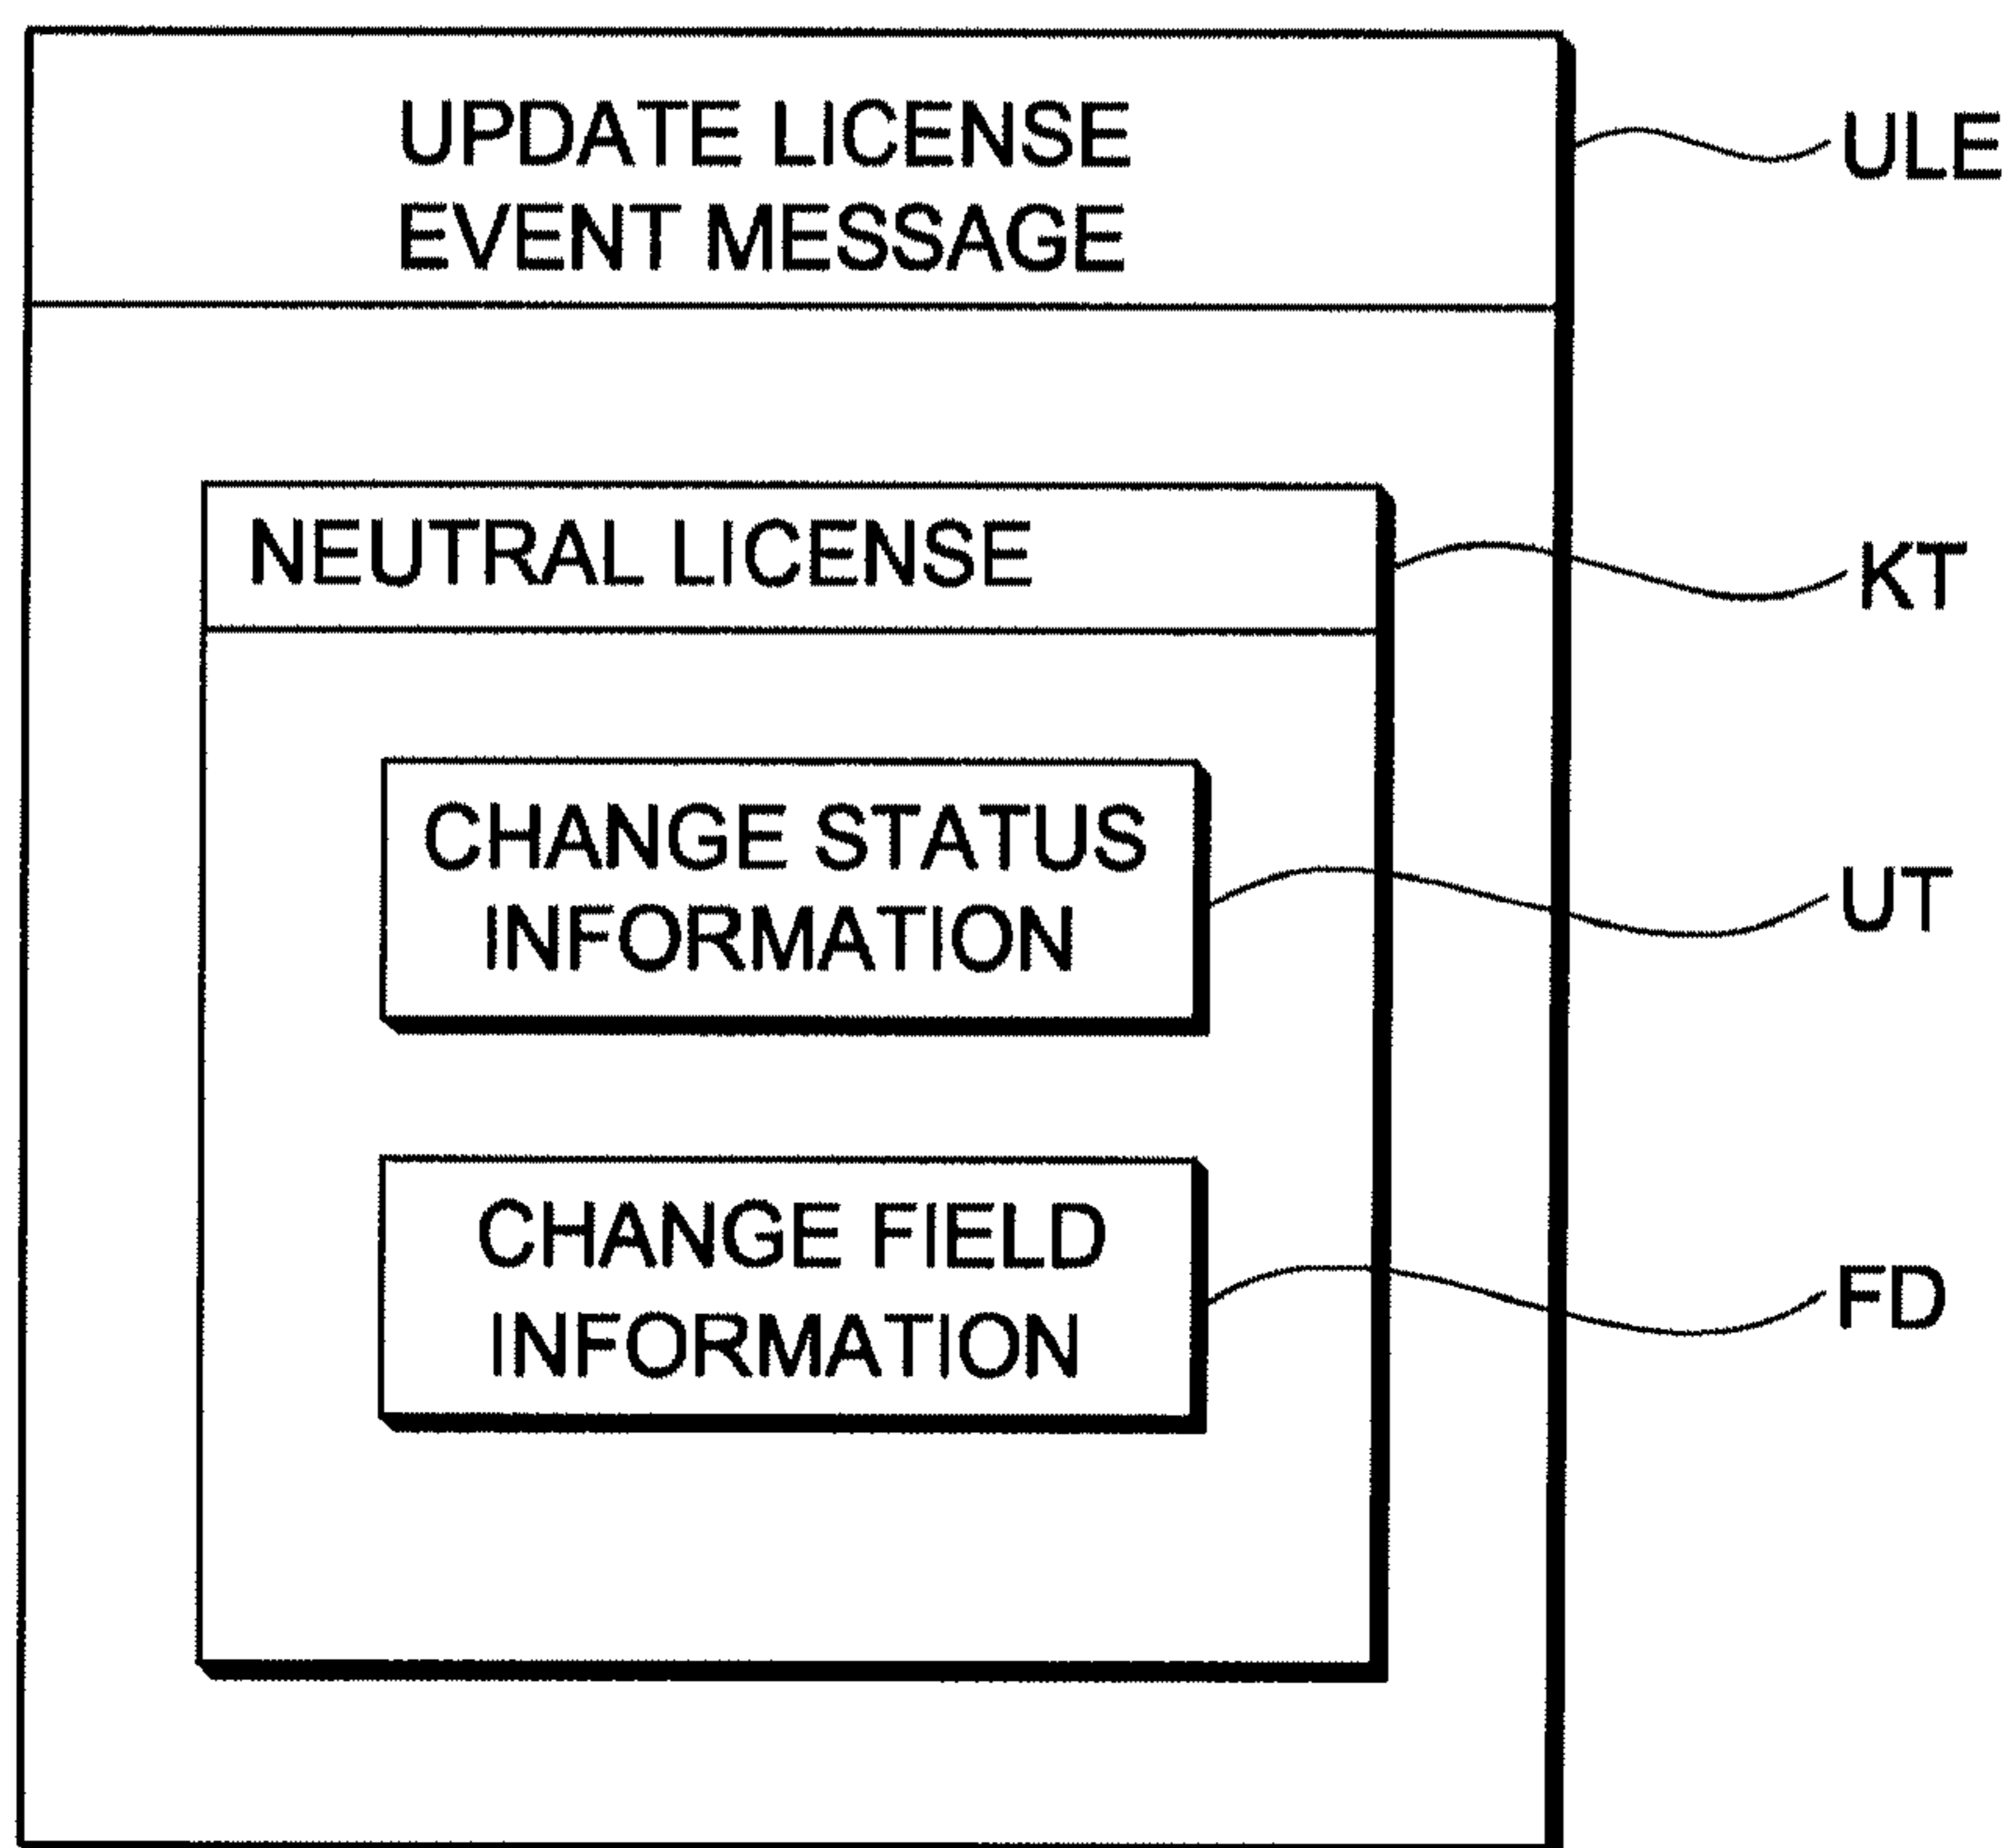 UPDATE LICENSE
EVENT MESSAGE
ULE
NEUTRAL LICENSE
KT
CHANGE STATUS
INFORMATION
UT
CHANGE FIELD
INFORMATION
FD